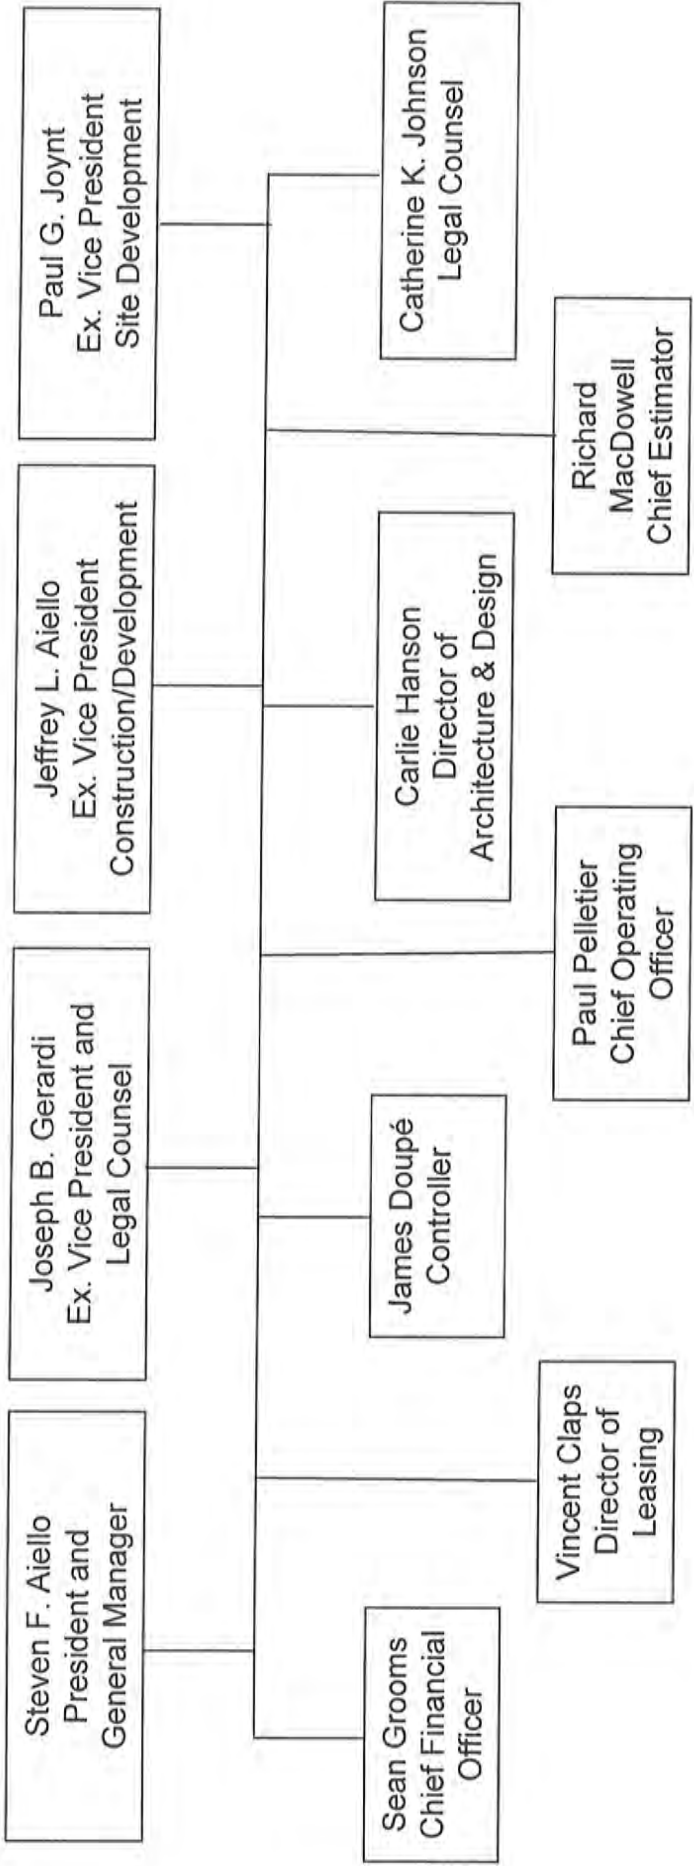 Steven F. Aiello
President and
General Manager
Joseph B. Gerardi
Ex. Vice President and
Legal Counsel
Jeffrey L. Aiello
Ex. Vice President
Construction/Development
Paul G. Joynt
Ex. Vice President
Site Development
Sean Grooms
Chief Financial
Officer
James Doupé
Controller
Carlie Hanson
Director of
Architecture & Design
Catherine K. Johnson
Legal Counsel
Vincent Claps
Director of
Leasing
Paul Pelletier
Chief Operating
Officer
Richard
MacDowell
Chief Estimator